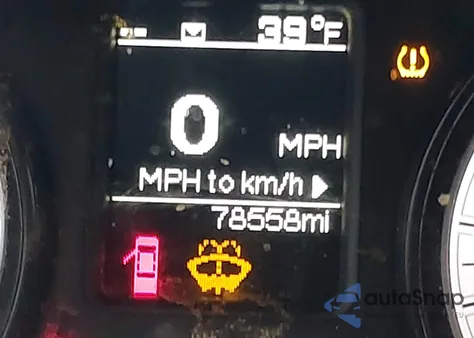 39°F
0
MPH
MPH to km/h ▶
78558mi
autoSnap